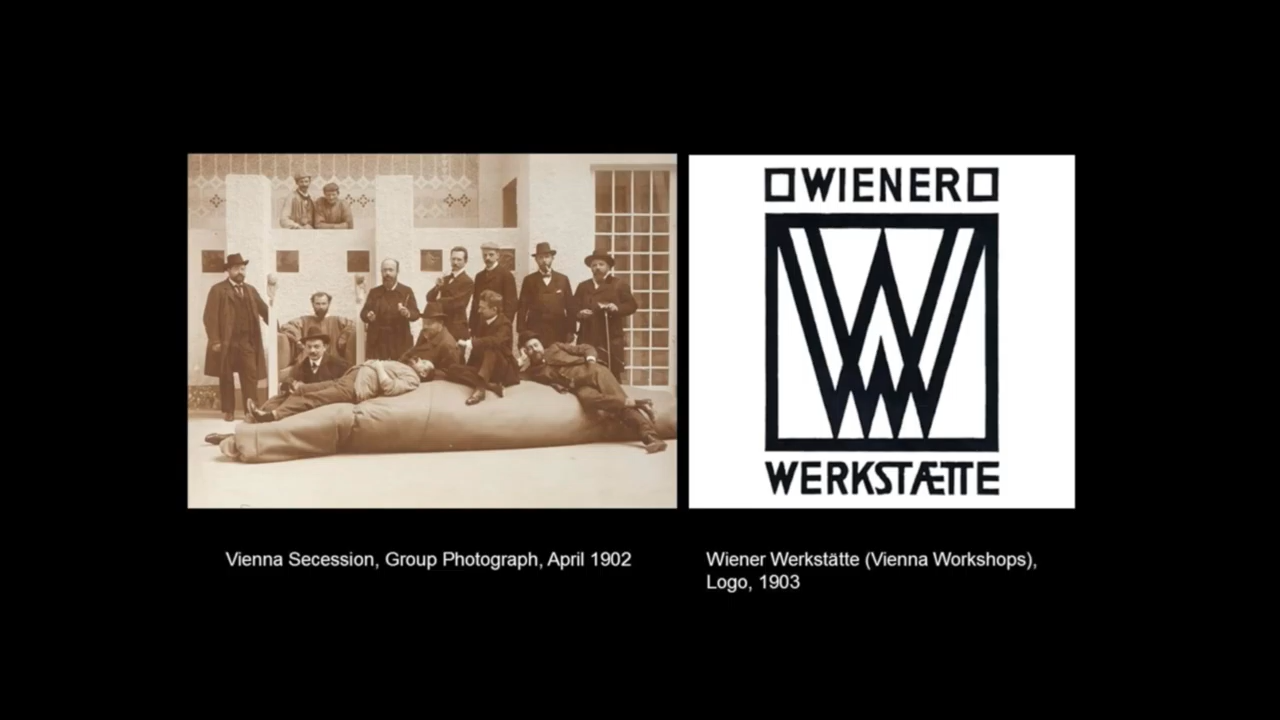 WIENER
WERKSTÆTTE
Vienna Secession, Group Photograph, April 1902
Wiener Werkstätte (Vienna Workshops),
Logo, 1903